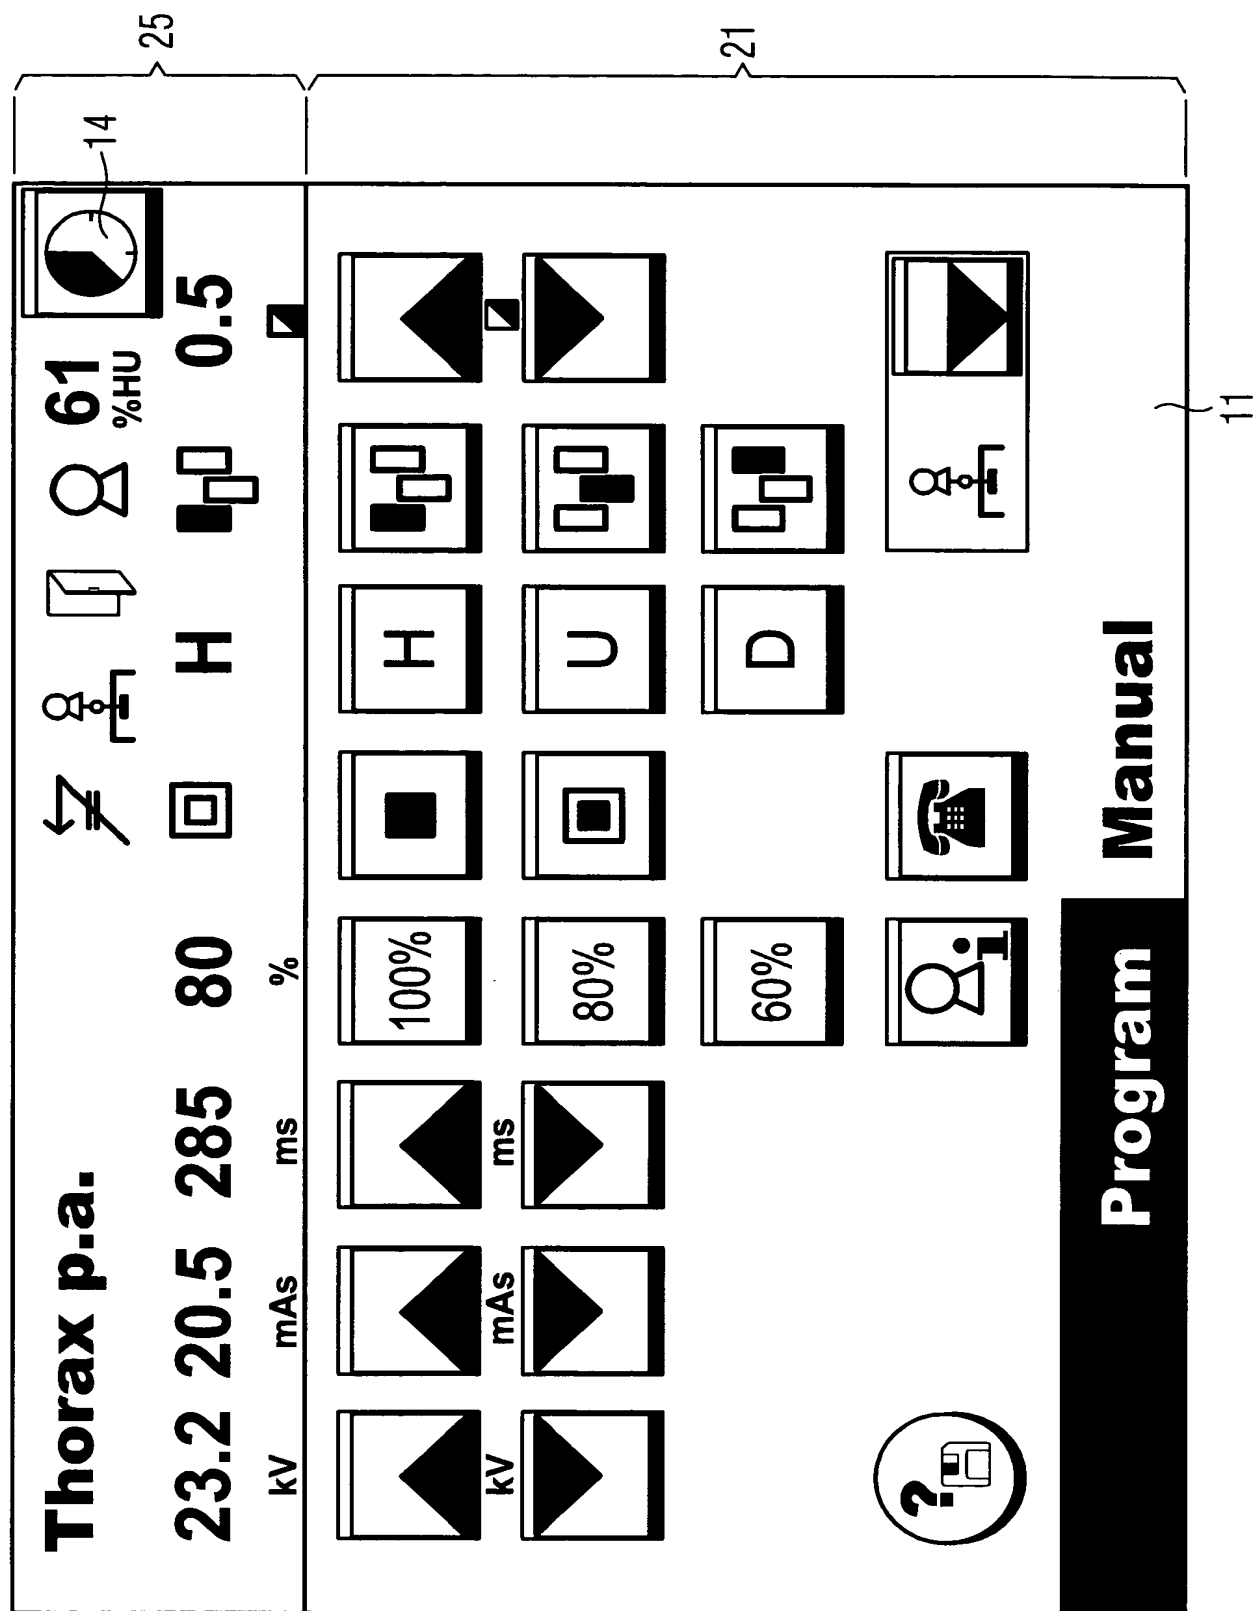 Thorax p.a.
61
%HU
14
25
23.2 20.5 285 80 H 0.5
kV mAs ms %
100% H
kV mAs ms
80% U
60% D
21
?
i
Program Manual
11